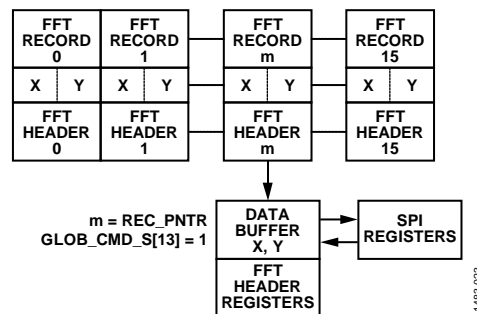 FFT RECORD 0
FFT RECORD 1
FFT RECORD m
FFT RECORD 15
X Y X Y X Y X Y
FFT HEADER 0
FFT HEADER 1
FFT HEADER m
FFT HEADER 15
m = REC_PNTR
GLOB_CMD_S[13] = 1
DATA
BUFFER
X, Y
SPI
REGISTERS
FFT
HEADER
REGISTERS